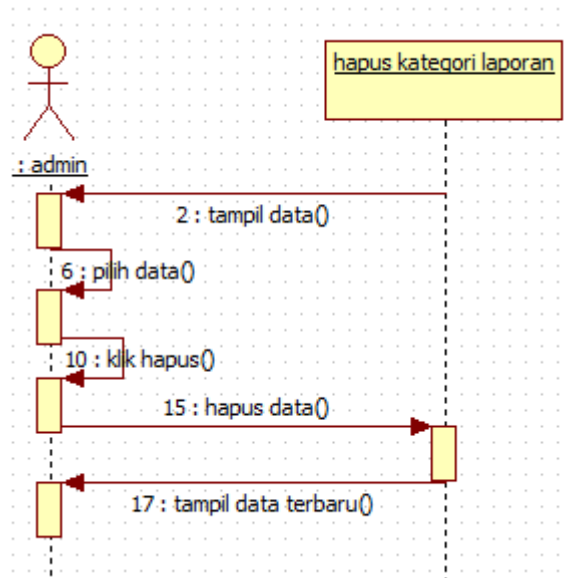 hapus kategori laporan
: admin
2 : tampil data()
6 : pilih data()
10 : klik hapus()
15 : hapus data()
17 : tampil data terbaru()